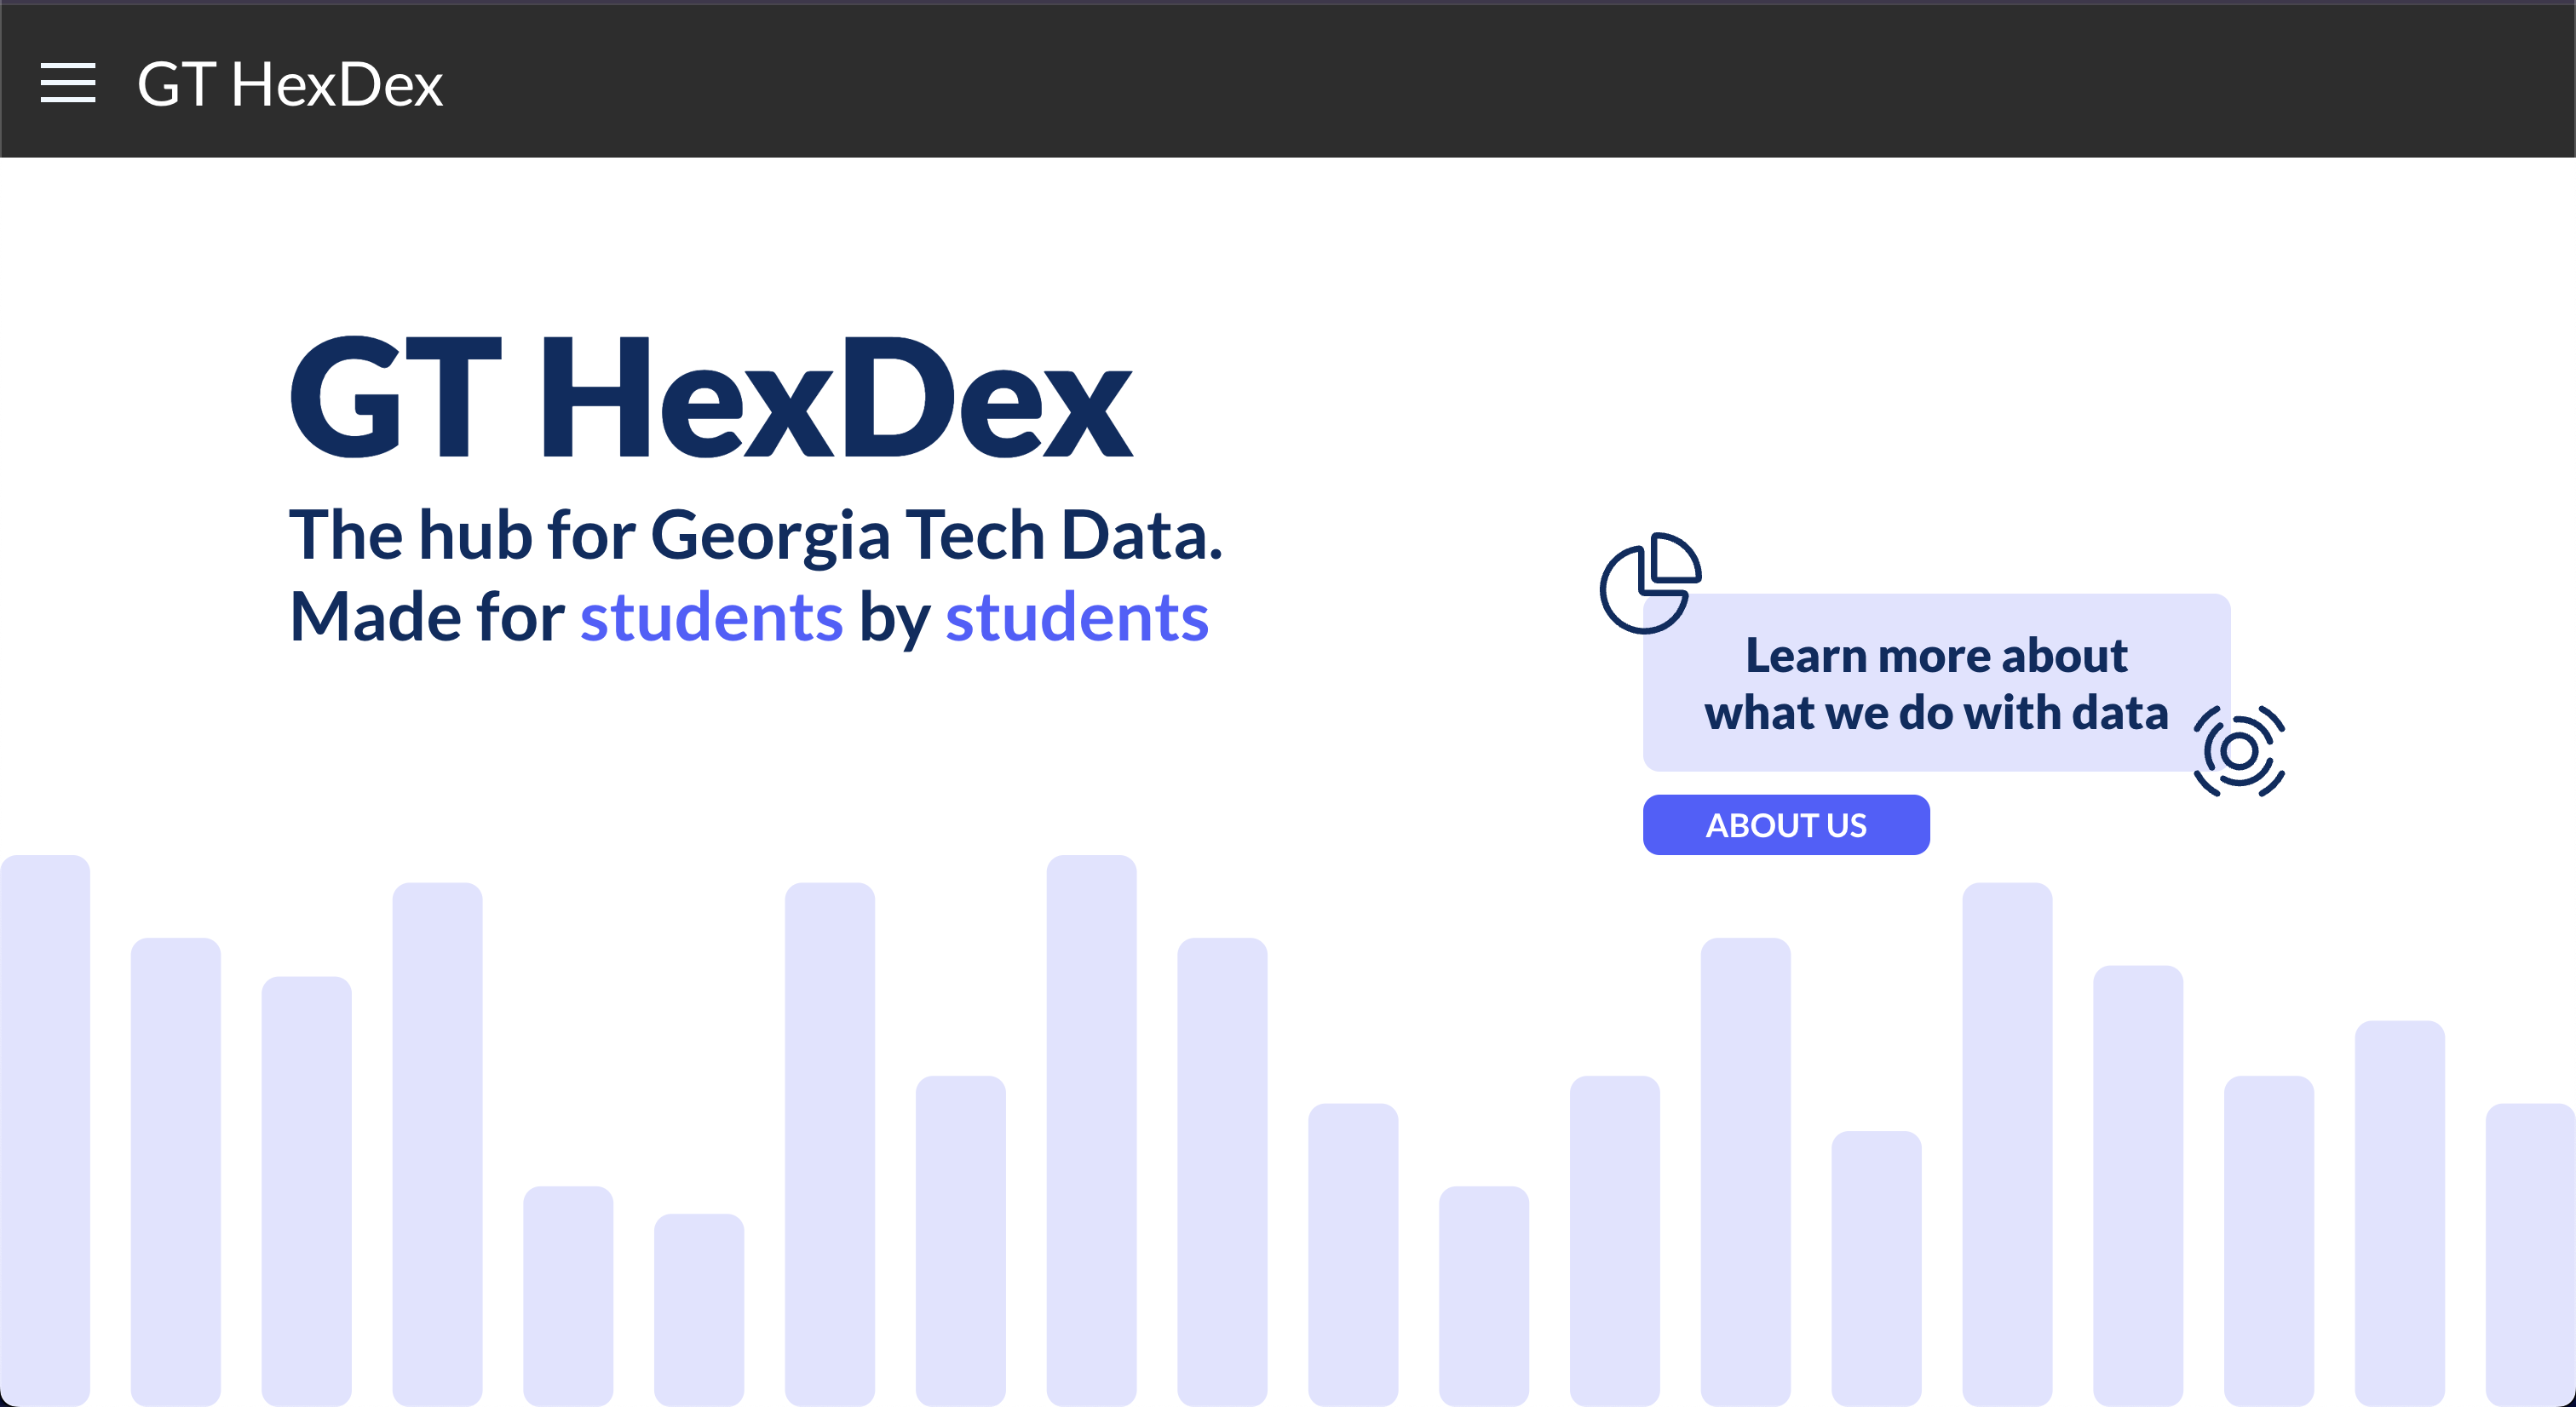 GT HexDex
GT HexDex
The hub for Georgia Tech Data.
Made for students by students
Learn more about
what we do with data
ABOUT US